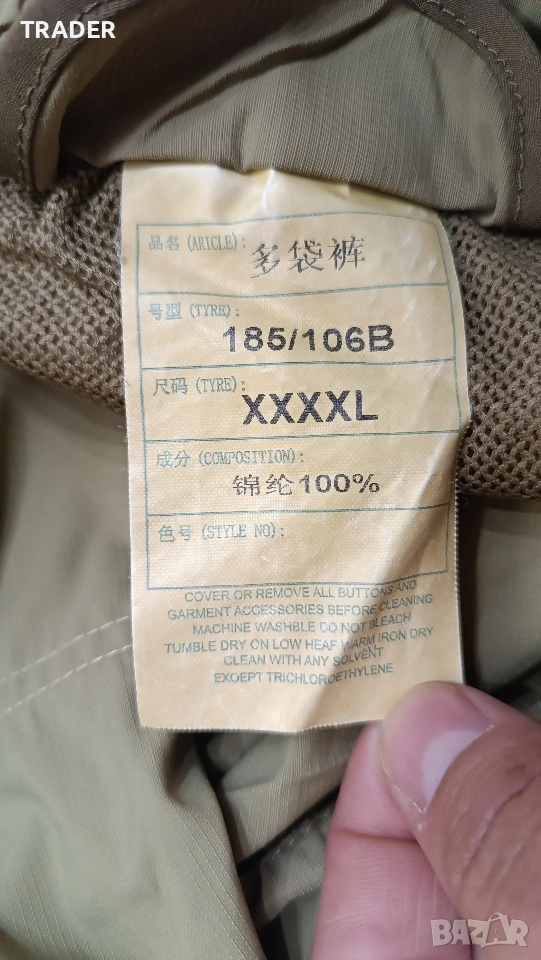 TRADER
品名 (ARICLE):
多袋裤
号型 (TYRE):
185/106B
尺码 (TYRE):
XXXXL
成分 (COMPOSITION):
锦纶100%
色号 (STYLE NO):
COVER OR REMOVE ALL BUTTONS AND
GARMENT ACCESSORIES BEFORE CLEANING
MACHINE WASHBLE DO NOT BLEACH
TUMBLE DRY ON LOW HEAF WARM IRON DRY
CLEAN WITH ANY SOLVENT
EXOEPT TRICHLOROETHYLENE
BAZAR